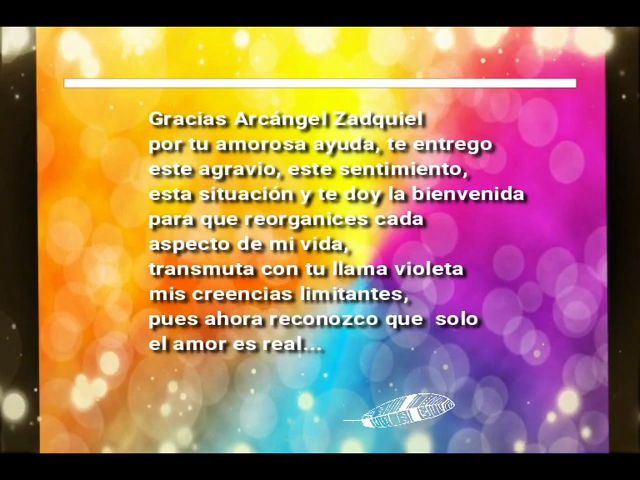 Gracias Arcángel Zadquiel
por tu amorosa ayuda, te entrego
este agravio, este sentimiento,
esta situación y te doy la bienvenida
para que reorganices cada
aspecto de mi vida,
transmuta con tu llama violeta
mis creencias limitantes,
pues ahora reconozco que  solo
el amor es real...